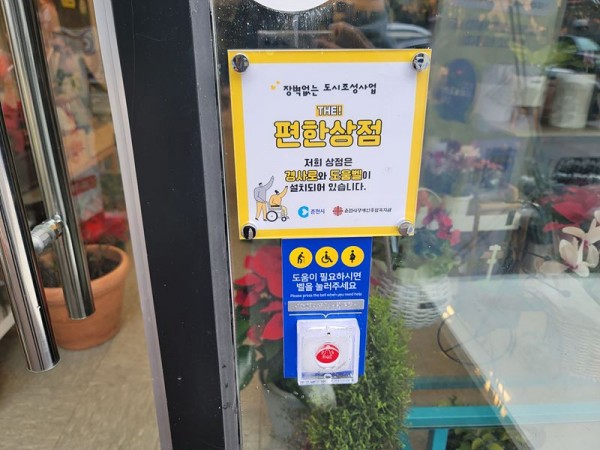 장벽없는 도시조성사업
THE!
편한상점
저희 상점은
경사로와 도움벨이
설치되어 있습니다.
춘천시
도움이 필요하시면
벨을 눌러주세요
Please press the bell when you need help